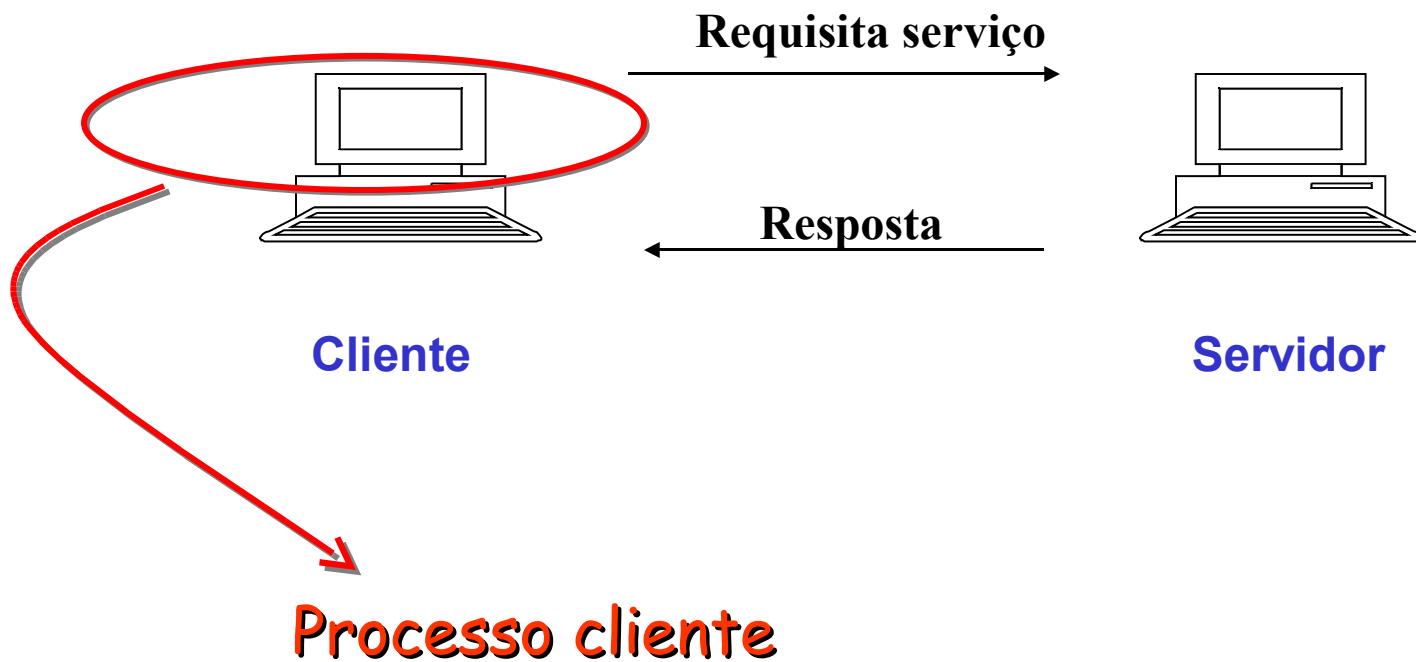 Requisita serviço
Resposta
Cliente
Servidor
Processo cliente